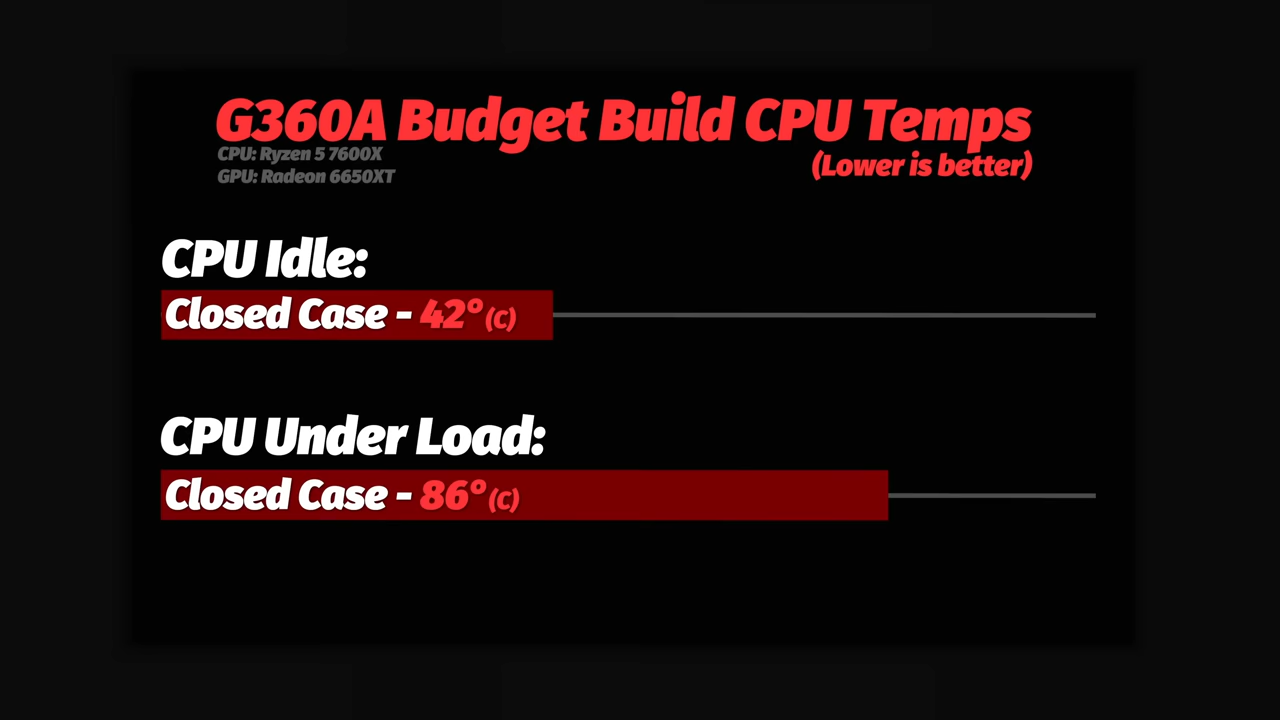 G360A Budget Build CPU Temps
CPU: Ryzen 5 7600X
GPU: Radeon 6650XT
(Lower is better)
CPU Idle:
Closed Case - 42° (C)
CPU Under Load:
Closed Case - 86° (C)